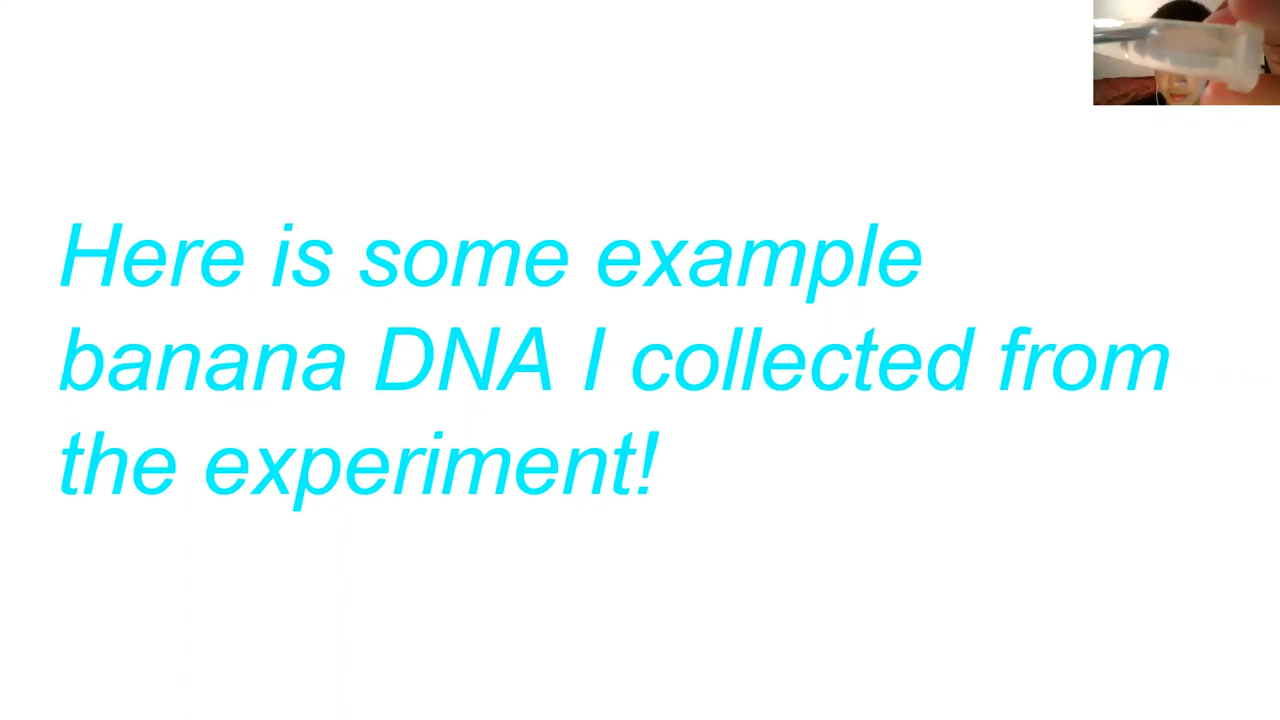 Here is some example
banana DNA I collected from
the experiment!